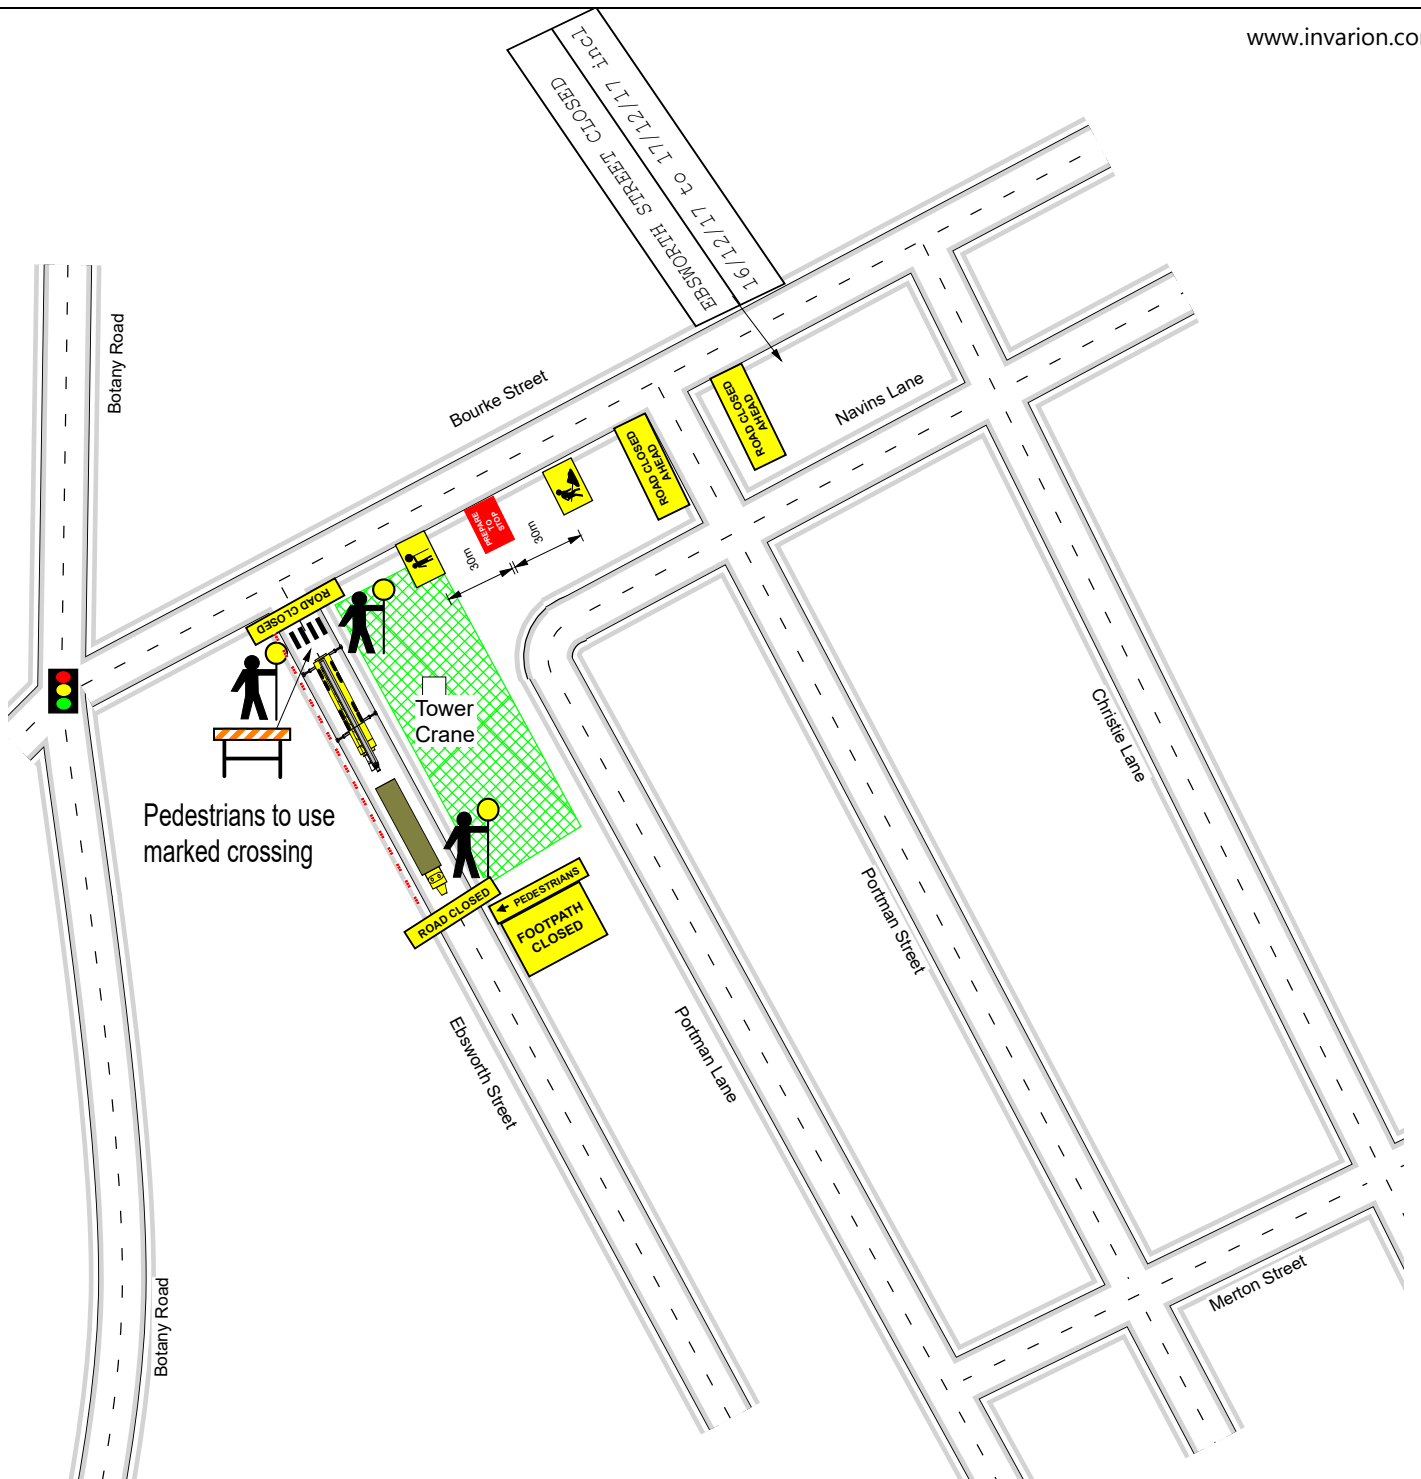 www.invarion.co
EBSWORTH STREET CLOSED
16/12/17 to 17/12/17 incl
Botany Road
Bourke Street
Navins Lane
ROAD CLOSED
AHEAD
ROAD CLOSED
AHEAD
PREPARE
TO
STOP
30m
30m
ROAD CLOSED
Tower
Crane
Pedestrians to use
marked crossing
Christie Lane
ROAD CLOSED
PEDESTRIANS
FOOTPATH
CLOSED
Portman Street
Ebsworth Street
Portman Lane
Merton Street
Botany Road